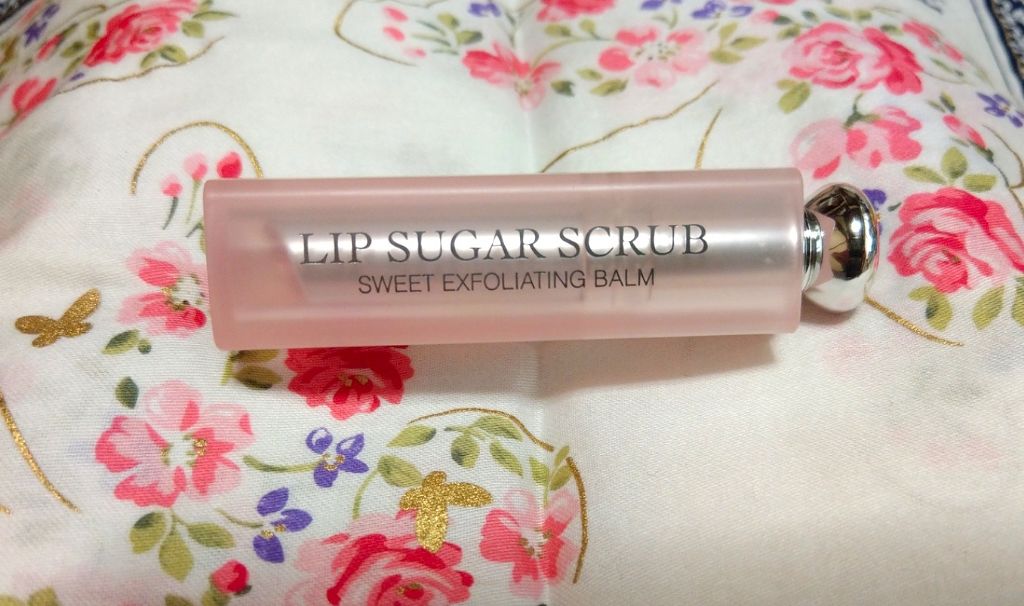 LIP SUGAR SCRUB
SWEET EXFOLIATING BALM